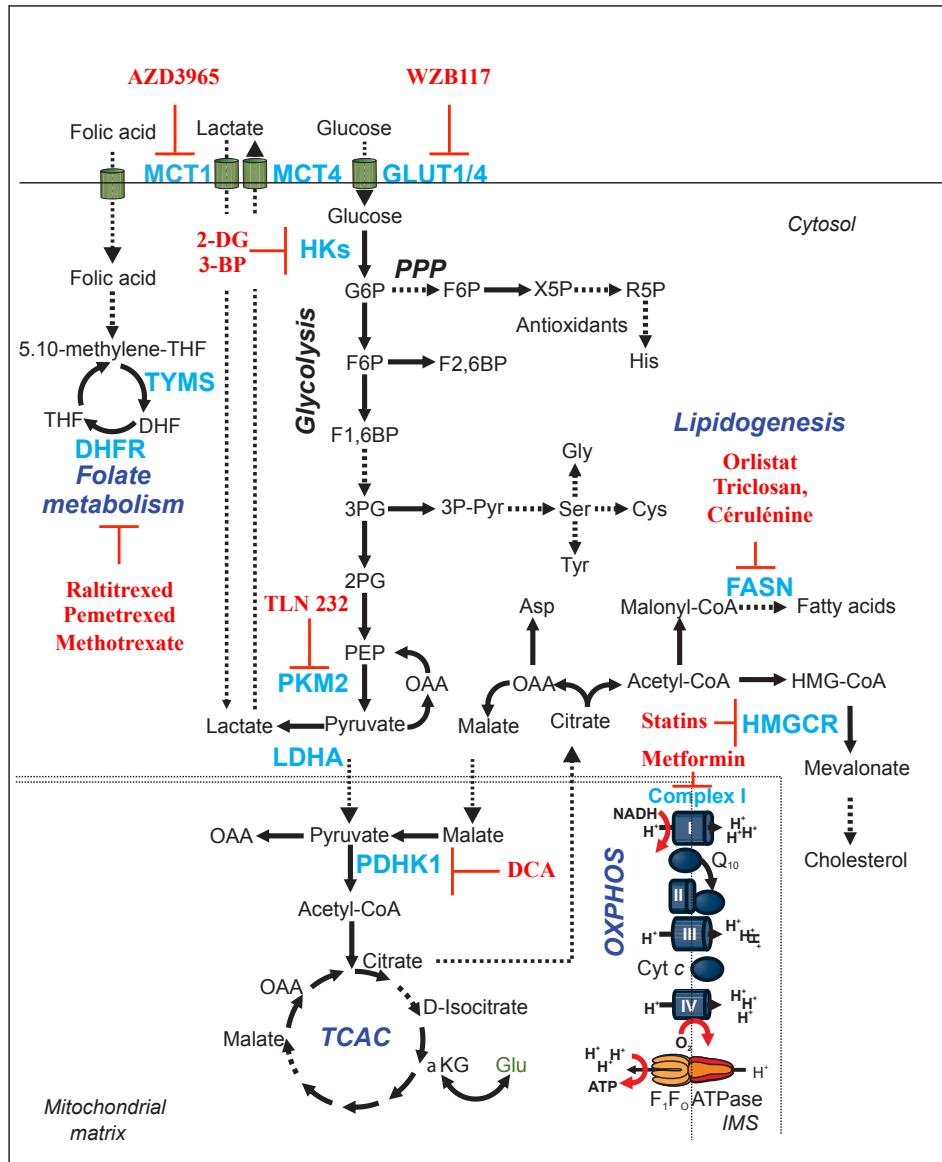 AZD3965
WZB117
Folic acid
Lactate
Glucose
MCT1
MCT4
GLUT1/4
Glucose
Cytosol
2-DG
3-BP
HKs
PPP
Folic acid
G6P
F6P
X5P
R5P
Antioxidants
Glycolysis
5.10-methylene-THF
F6P
F2,6BP
His
TYMS
THF
DHF
F1,6BP
DHFR
Lipidogenesis
Folate
metabolism
Gly
Orlistat
Triclosan,
Cérulénine
3PG
3P-Pyr
Ser
Cys
Tyr
2PG
FASN
Raltitrexed
Pemetrexed
Methotrexate
TLN 232
Asp
Malonyl-CoA
Fatty acids
PEP
PKM2
OAA
OAA
Acetyl-CoA
HMG-CoA
Lactate
Pyruvate
Malate
Citrate
Statins
HMGCR
LDHA
Metformin
Mevalonate
Complex I
NADH
H+
I
H+
H+H+
OAA
Pyruvate
Malate
PDHK1
DCA
Q10
Cholesterol
OXPHOS
II
Acetyl-CoA
H+
III
H+
H+
H+
Citrate
Cyt c
OAA
D-Isocitrate
H+
IV
H+
H+
H+
Malate
TCAC
O2
aKG
Glu
H+
H+
H+
H+
ATP
F1FO ATPase
IMS
Mitochondrial
matrix